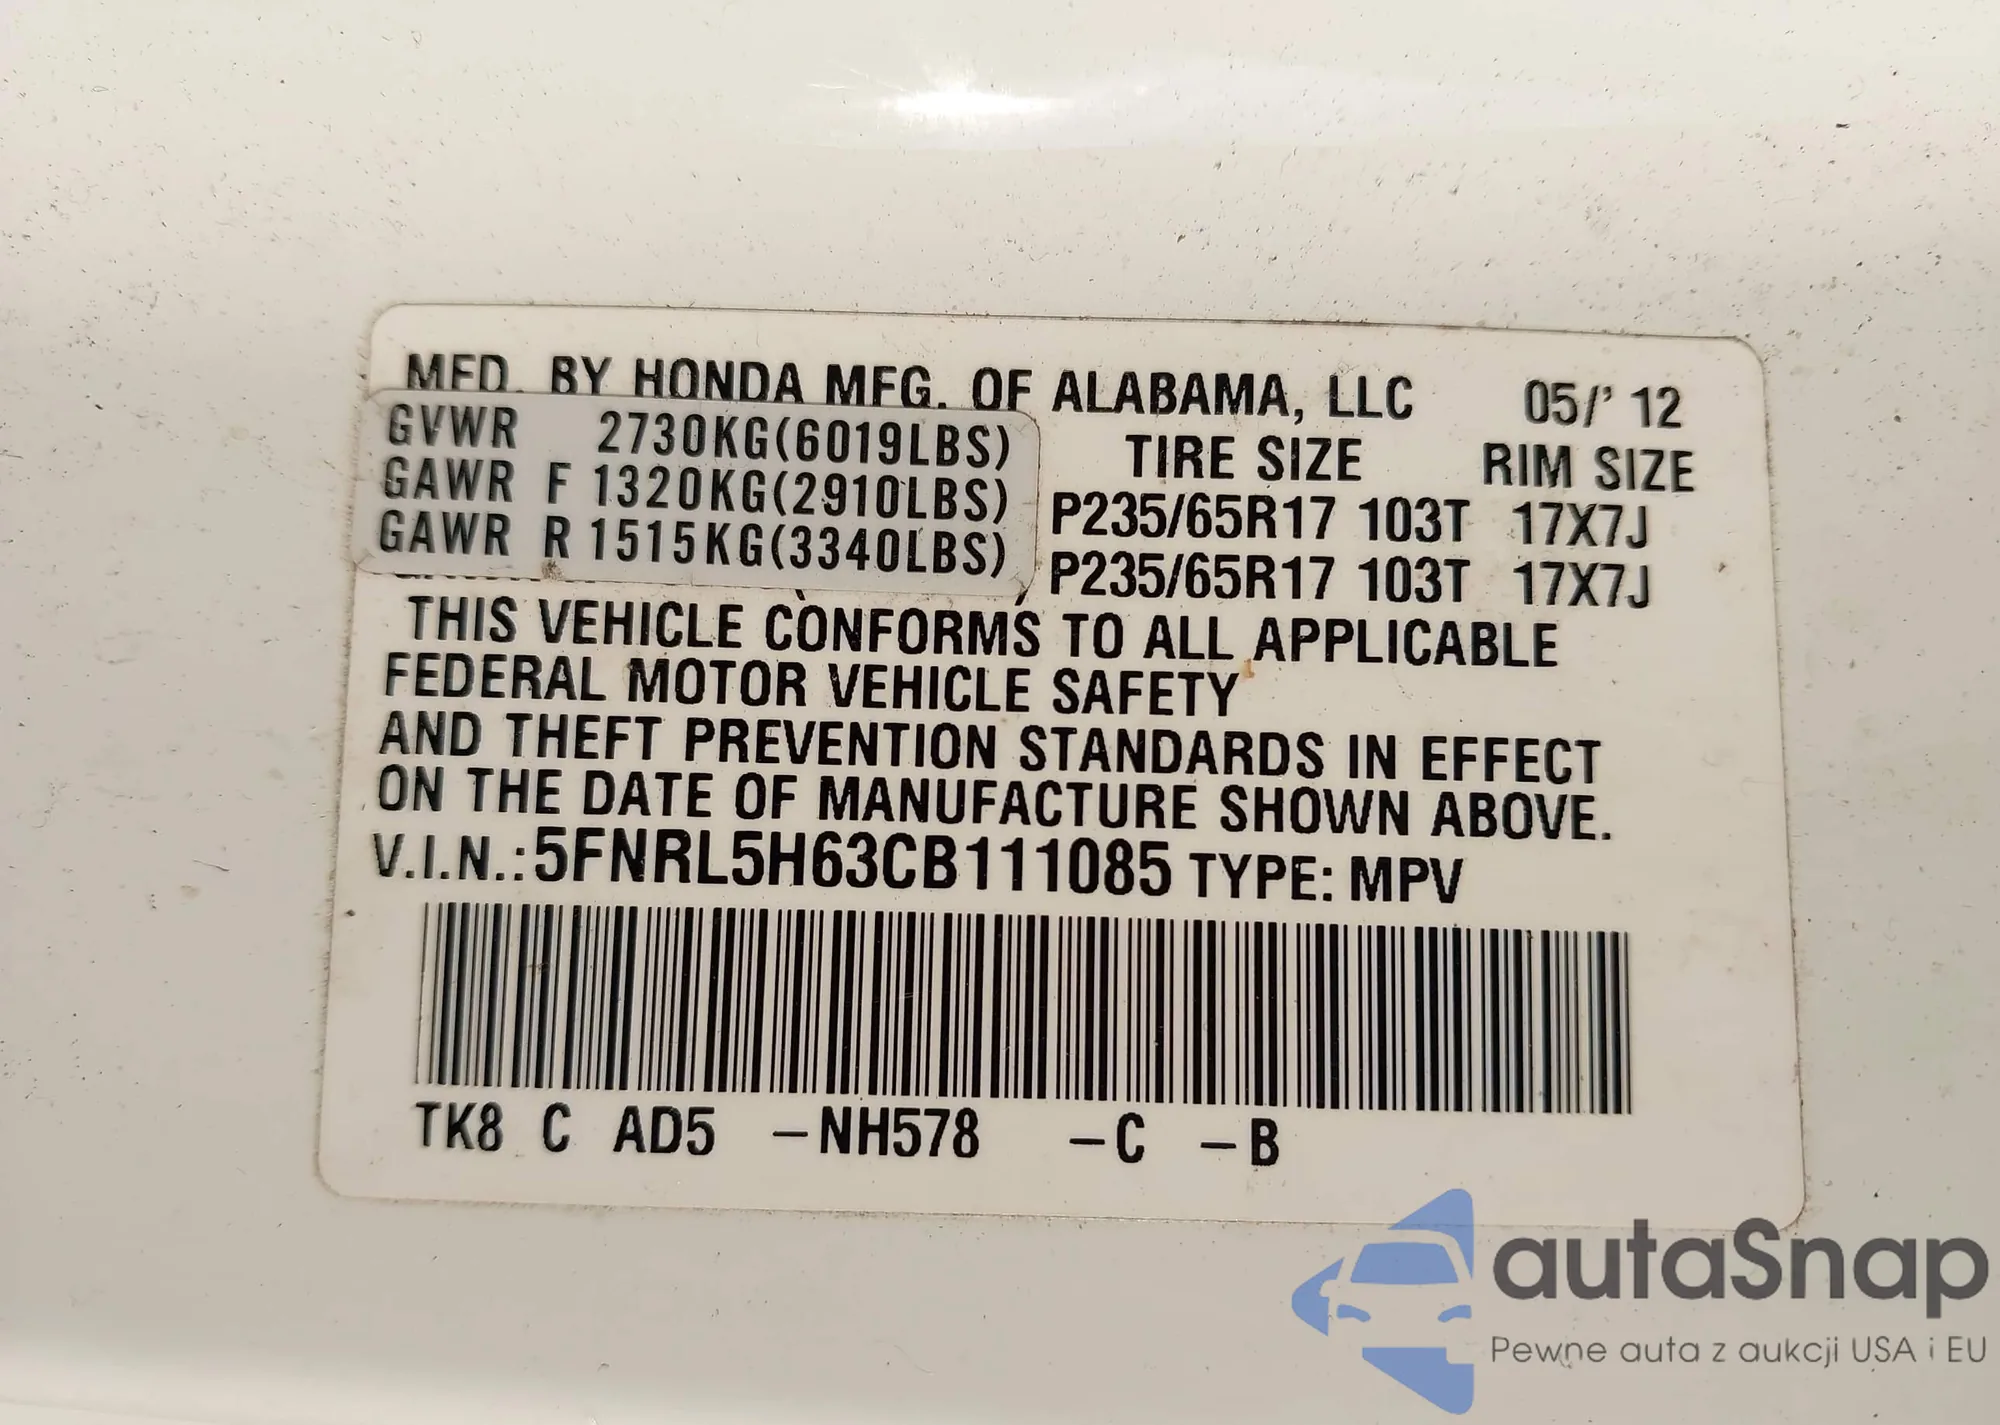 MFD. BY HONDA MFG. OF ALABAMA, LLC 05/' 12
TIRE SIZE RIM SIZE
GVWR 2730KG(6019LBS)
GAWR F 1320KG(2910LBS) P235/65R17 103T 17X7J
GAWR R 1515KG(3340LBS) P235/65R17 103T 17X7J
THIS VEHICLE CONFORMS TO ALL APPLICABLE
FEDERAL MOTOR VEHICLE SAFETY
AND THEFT PREVENTION STANDARDS IN EFFECT
ON THE DATE OF MANUFACTURE SHOWN ABOVE.
V.I.N.:5FNRL5H63CB111085 TYPE: MPV
TK8 C AD5 –NH578 –C –B
autaSnap
Pewne auta z aukcji USA i EU